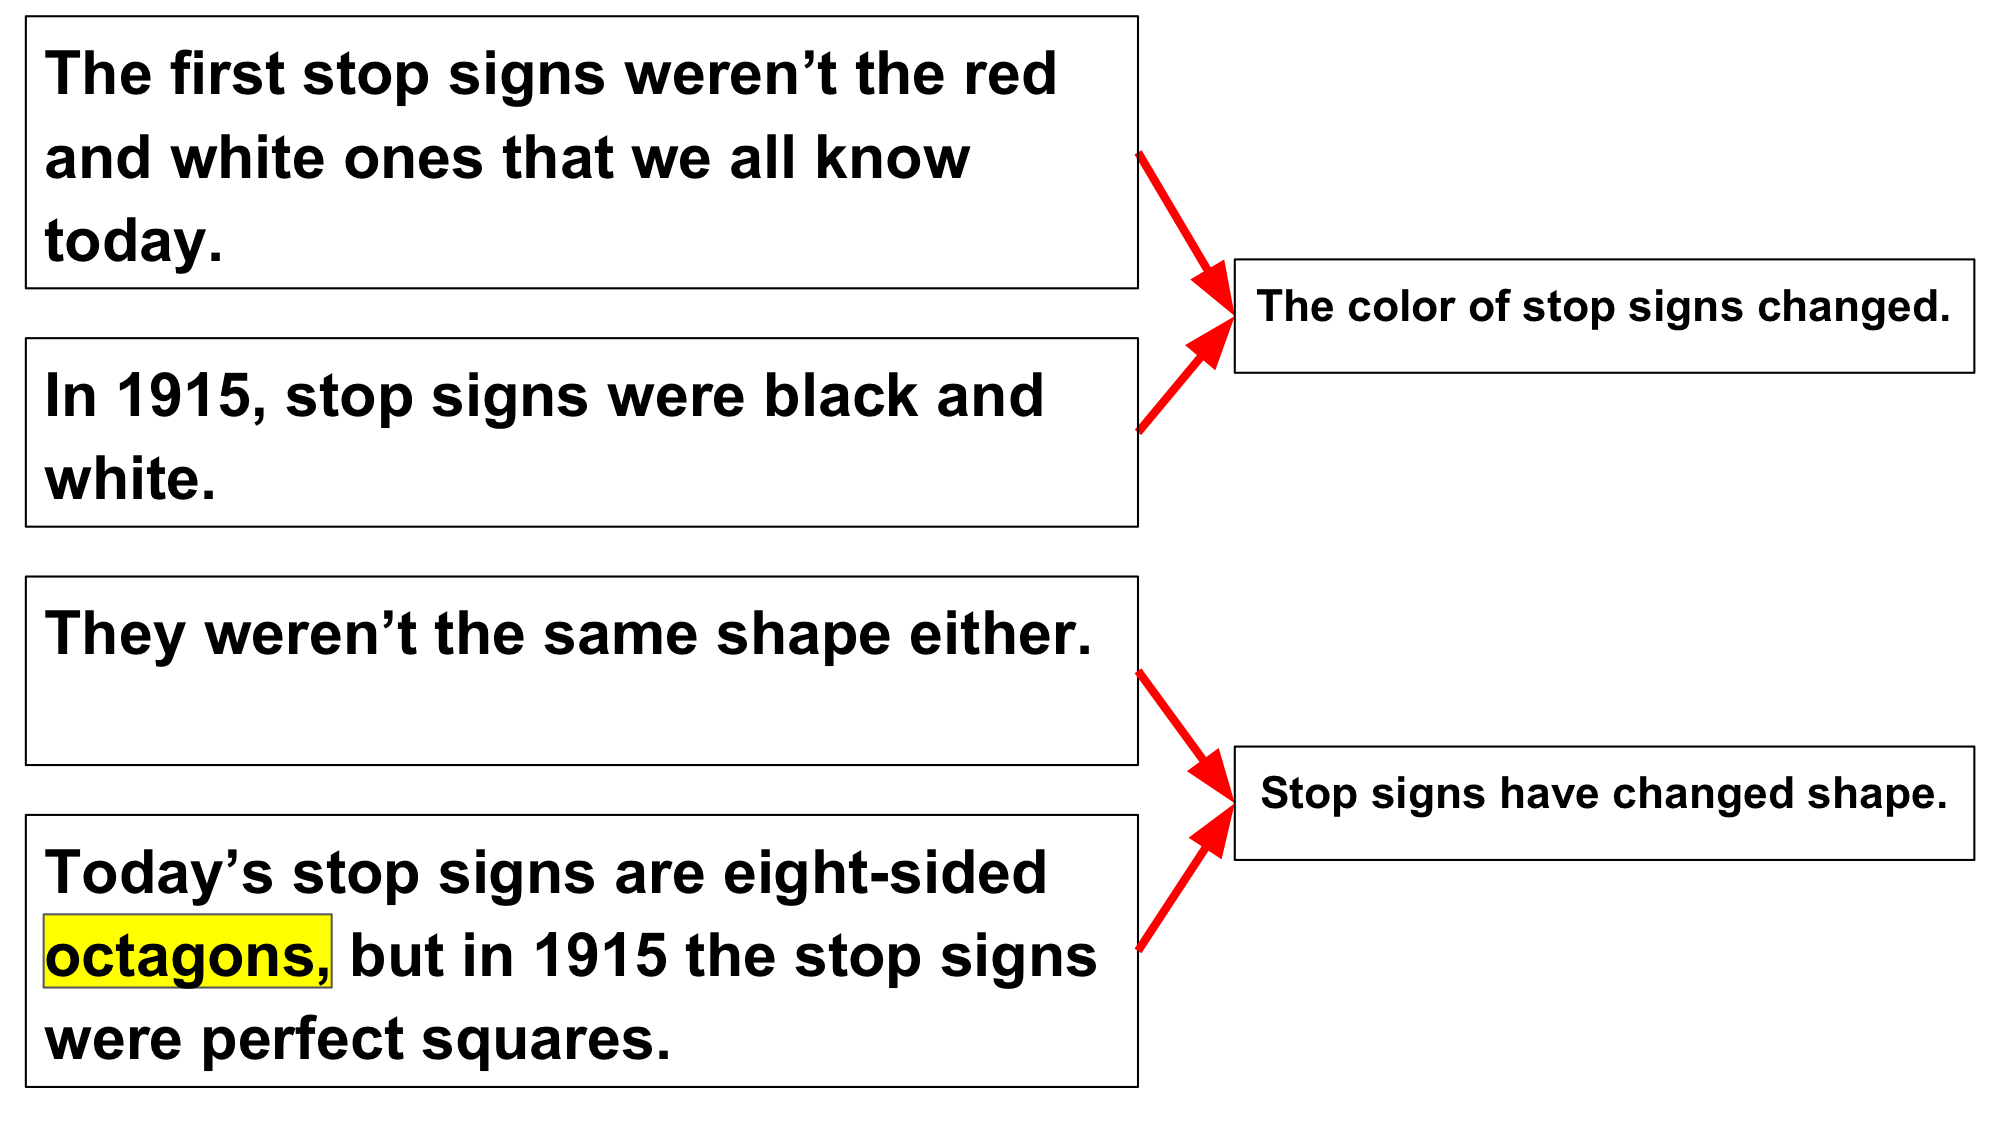 The first stop signs weren’t the red
and white ones that we all know
today.
The color of stop signs changed.
In 1915, stop signs were black and
white.
They weren’t the same shape either.
Stop signs have changed shape.
Today’s stop signs are eight-sided
octagons, but in 1915 the stop signs
were perfect squares.